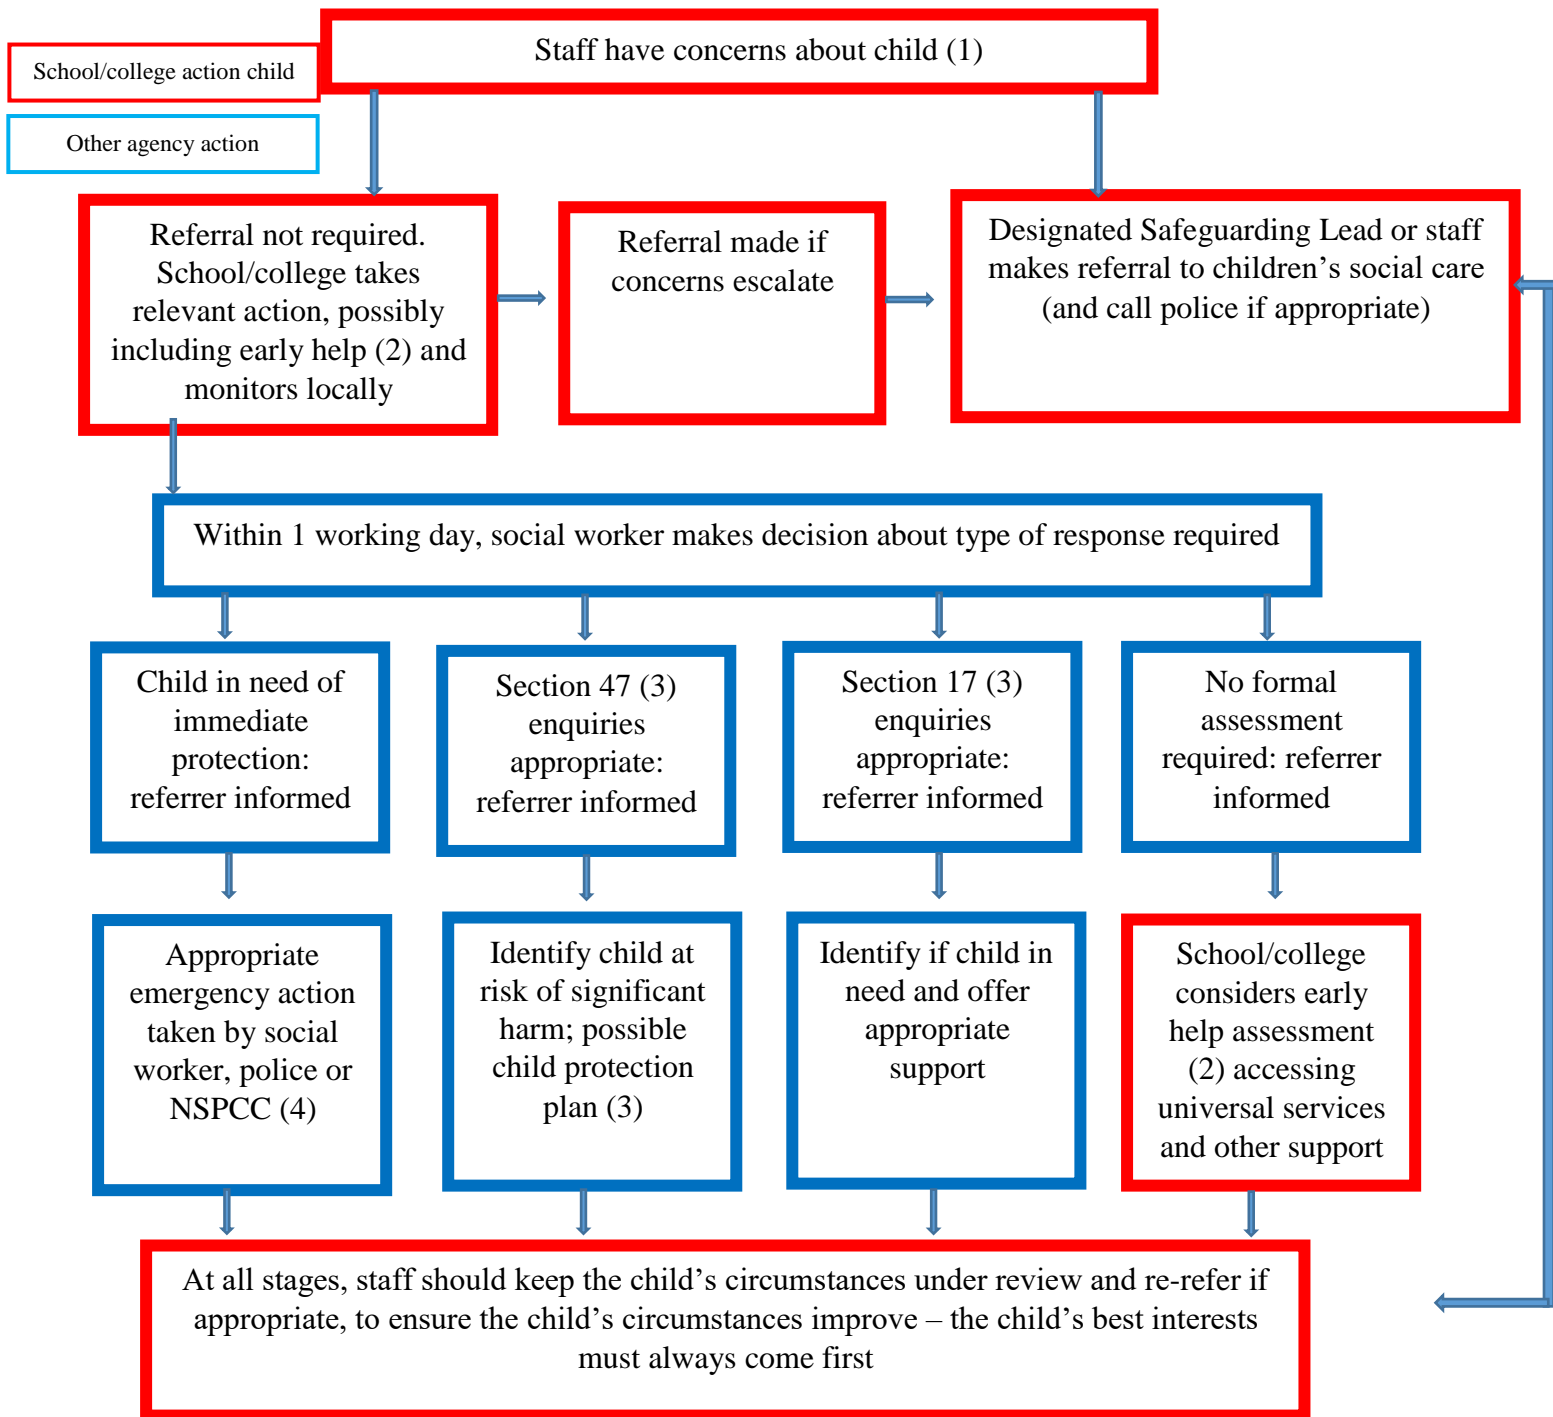 Staff have concerns about child (1)
School/college action child
Other agency action
Referral not required.
School/college takes
relevant action, possibly
including early help (2) and
monitors locally
Referral made if
concerns escalate
Designated Safeguarding Lead or staff
makes referral to children’s social care
(and call police if appropriate)
Within 1 working day, social worker makes decision about type of response required
Child in need of
immediate
protection:
referrer informed
Section 47 (3)
enquiries
appropriate:
referrer informed
Section 17 (3)
enquiries
appropriate:
referrer informed
No formal
assessment
required: referrer
informed
Appropriate
emergency action
taken by social
worker, police or
NSPCC (4)
Identify child at
risk of significant
harm; possible
child protection
plan (3)
Identify if child in
need and offer
appropriate
support
School/college
considers early
help assessment
(2) accessing
universal services
and other support
At all stages, staff should keep the child’s circumstances under review and re-refer if
appropriate, to ensure the child’s circumstances improve – the child’s best interests
must always come first